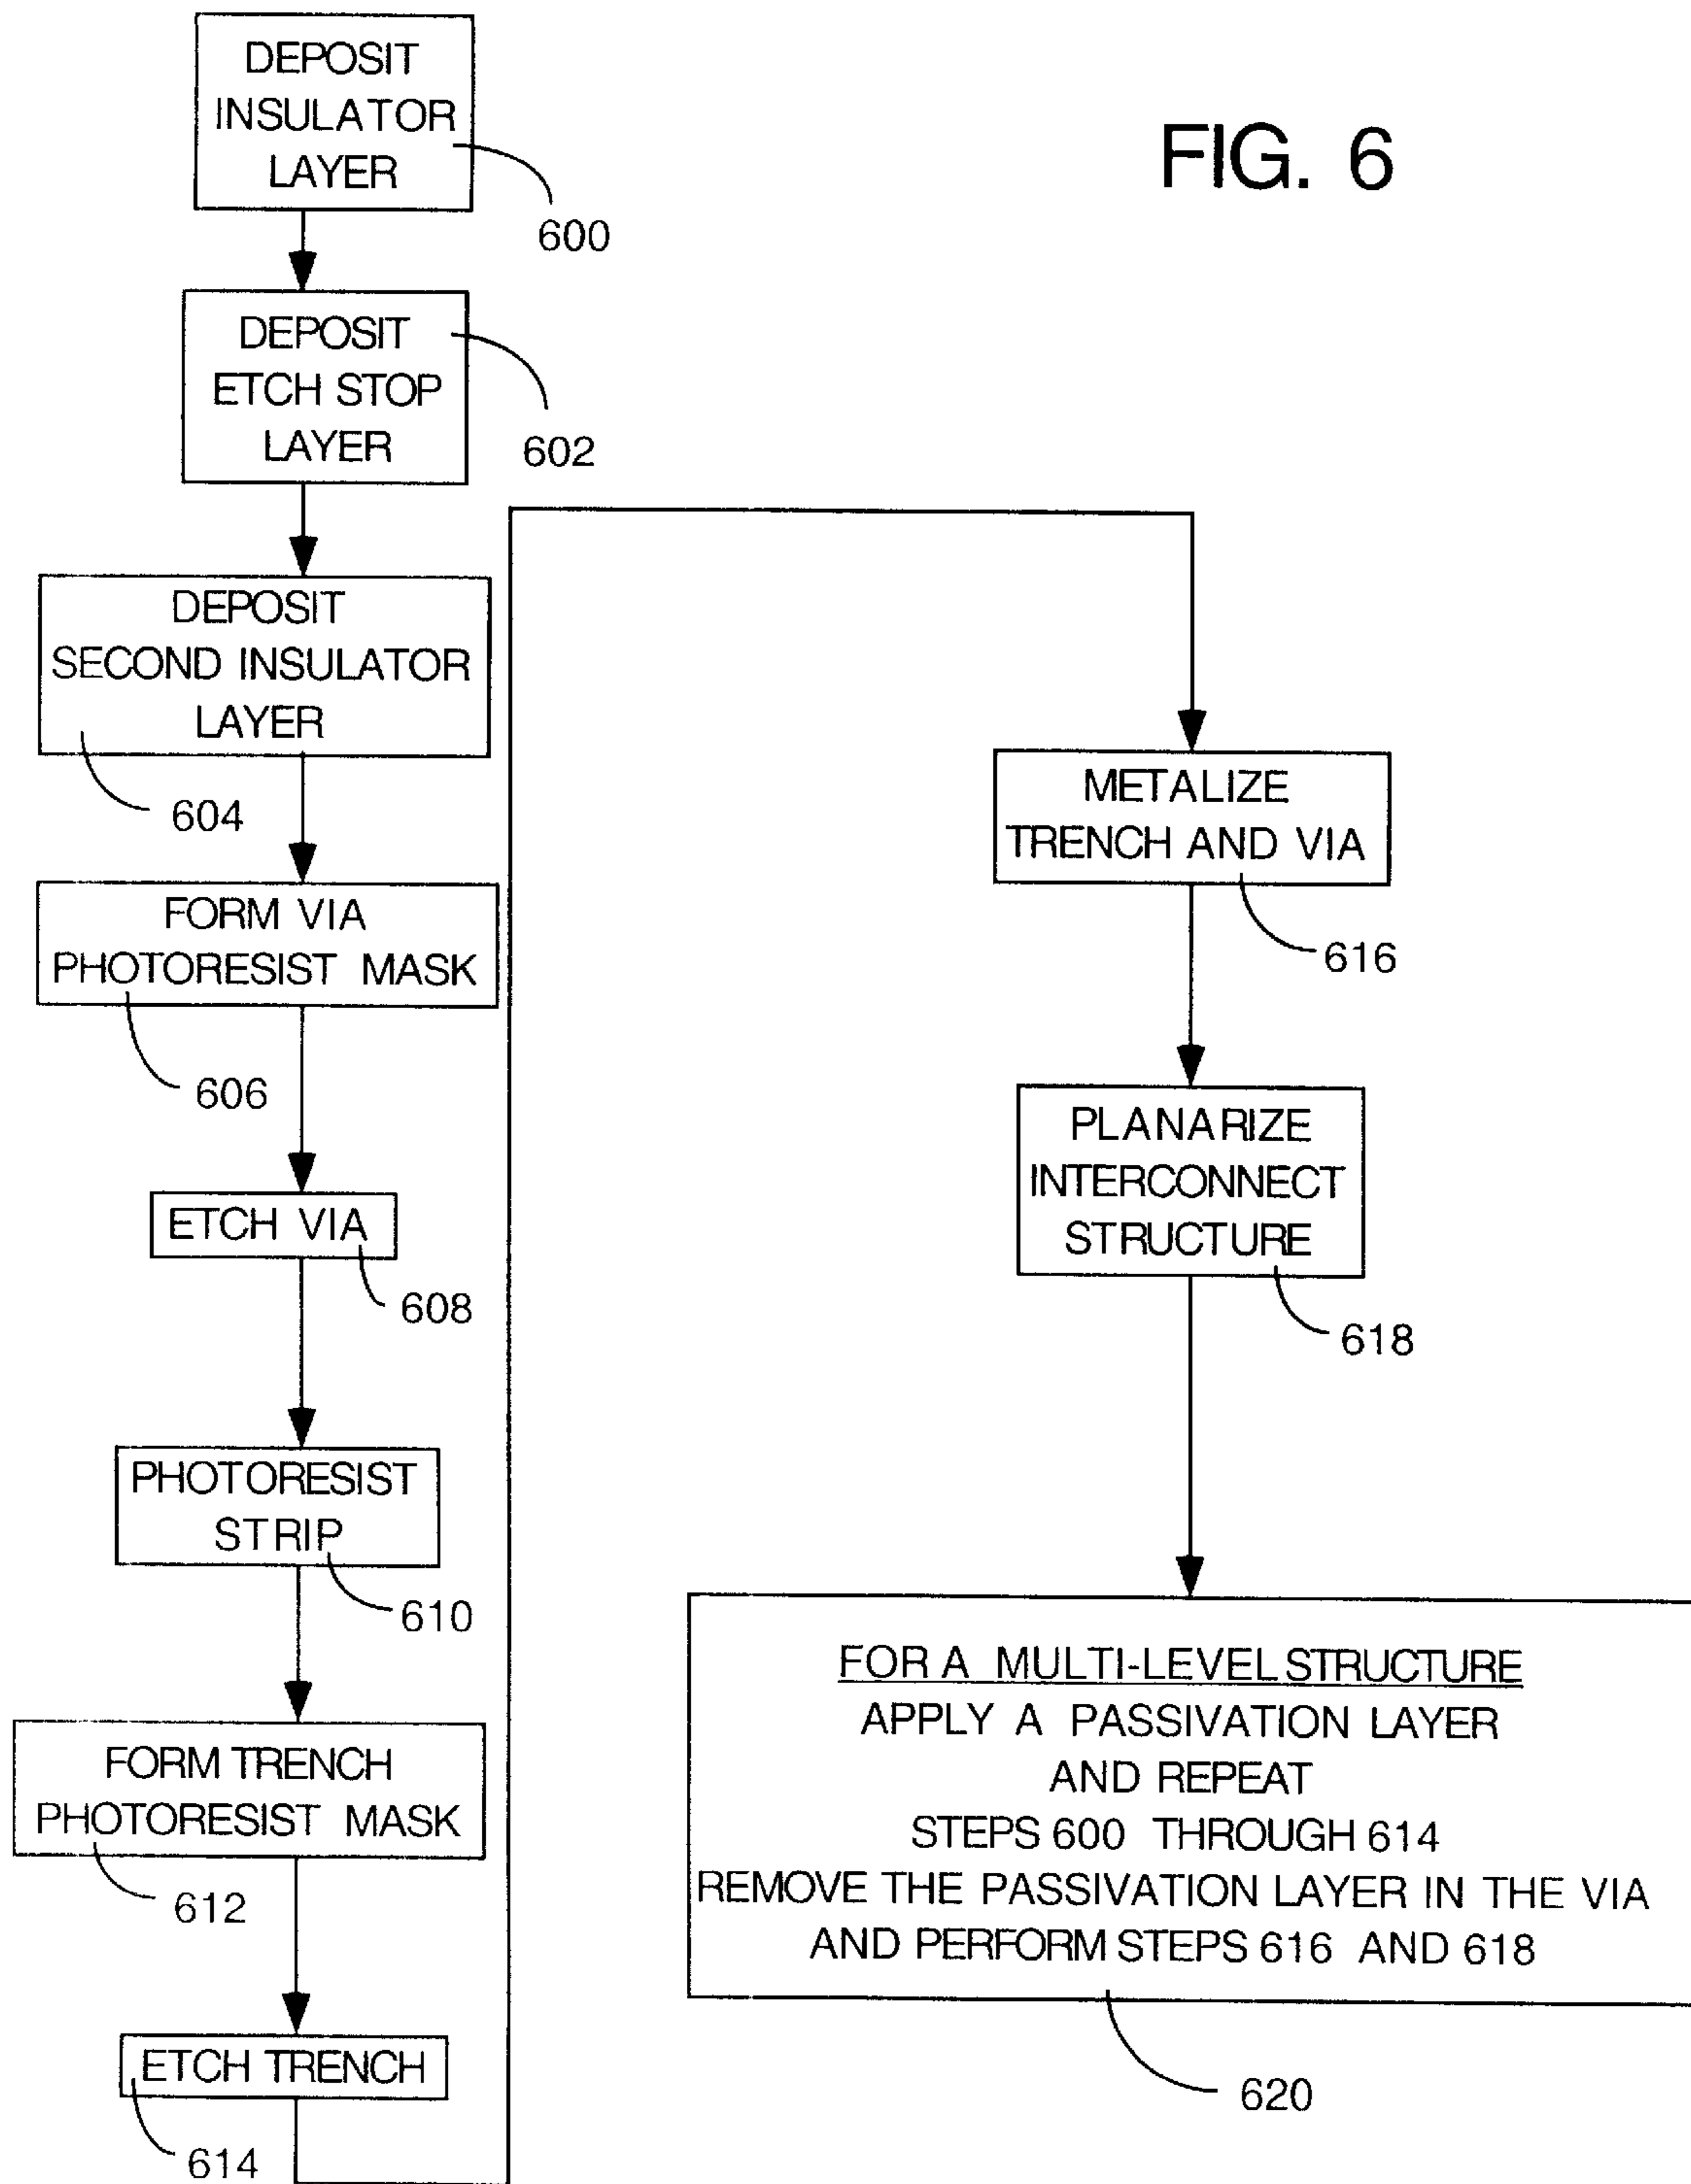 FIG. 6
DEPOSIT
INSULATOR
LAYER
600
DEPOSIT
ETCH STOP
LAYER
602
DEPOSIT
SECOND INSULATOR
LAYER
604
FORM VIA
PHOTORESIST MASK
606
ETCH VIA
608
PHOTORESIST
STRIP
610
FORM TRENCH
PHOTORESIST MASK
612
ETCH TRENCH
614
METALIZE
TRENCH AND VIA
616
PLANARIZE
INTERCONNECT
STRUCTURE
618
FOR A MULTI-LEVEL STRUCTURE
APPLY A PASSIVATION LAYER
AND REPEAT
STEPS 600 THROUGH 614
REMOVE THE PASSIVATION LAYER IN THE VIA
AND PERFORM STEPS 616 AND 618
620